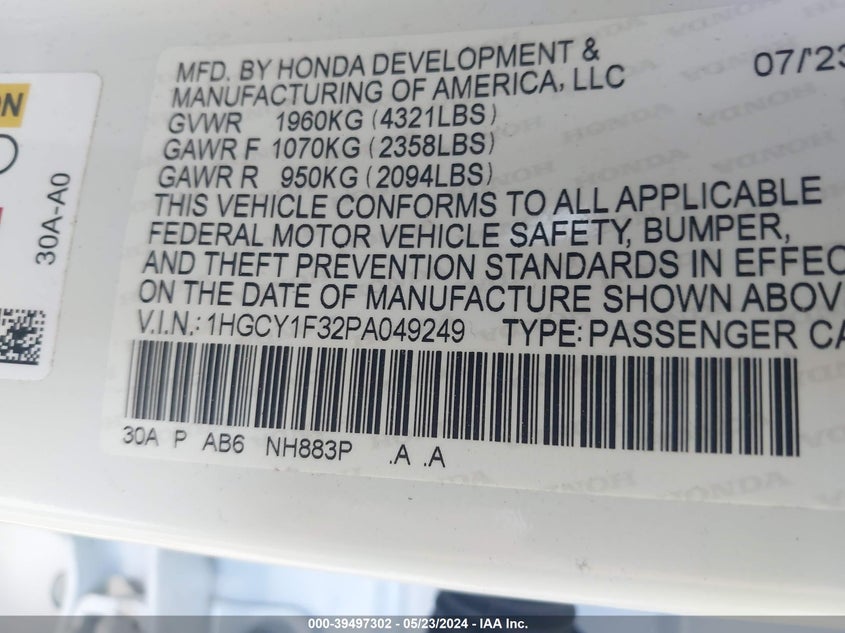 MFD. BY HONDA DEVELOPMENT &
MANUFACTURING OF AMERICA, LLC 07/'23
GVWR 1960KG (4321LBS)
GAWR F 1070KG (2358LBS)
GAWR R 950KG (2094LBS)
THIS VEHICLE CONFORMS TO ALL APPLICABLE
FEDERAL MOTOR VEHICLE SAFETY, BUMPER,
AND THEFT PREVENTION STANDARDS IN EFFEC
ON THE DATE OF MANUFACTURE SHOWN ABOV
V.I.N.: 1HGCY1F32PA049249 TYPE: PASSENGER CA
30A P AB6 NH883P .A .A
ON
30A-A0
HONDA
000-39497302 - 05/23/2024 - IAA Inc.